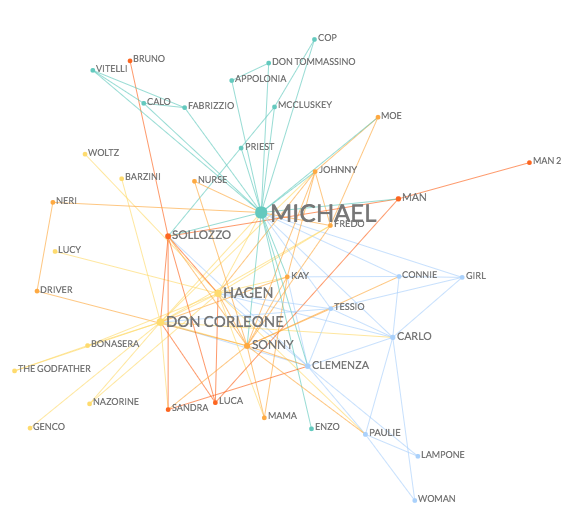 COP
BRUNO
DON TOMMASSINO
VITELLI
APPOLONIA
CALO
FABRIZZIO
MCCLUSKEY
MOE
PRIEST
WOLTZ
MAN 2
JOHNNY
BARZINI
NURSE
MAN
NERI
MICHAEL
FREDO
SOLLOZZO
LUCY
KAY
CONNIE
GIRL
DRIVER
HAGEN
TESSIO
DON CORLEONE
CARLO
BONASERA
SONNY
CLEMENZA
THE GODFATHER
NAZORINE
LUCA
SANDRA
MAMA
GENCO
ENZO
PAULIE
LAMPONE
WOMAN